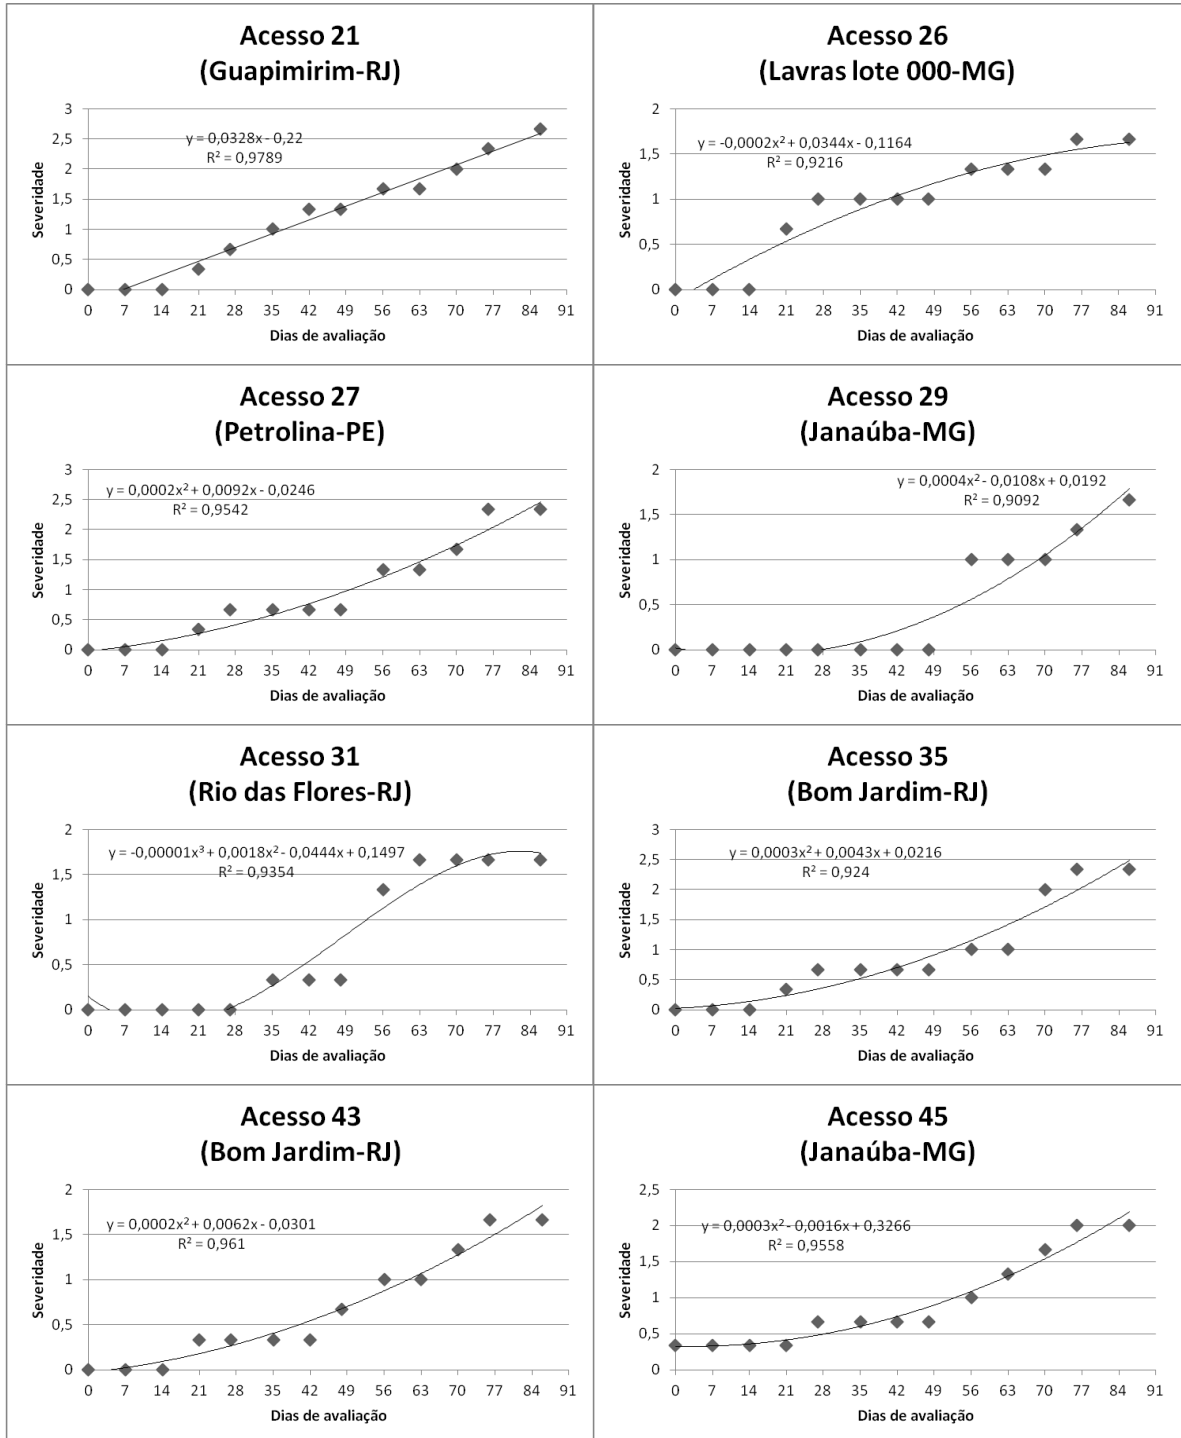 Acesso 21
(Guapimirim-RJ)
3
2,5
2
1,5
1
0,5
0
Severidade
y = 0,0328x - 0,22
R² = 0,9789
0 7 14 21 28 35 42 49 56 63 70 77 84 91
Dias de avaliação
Acesso 26
(Lavras lote 000-MG)
2
1,5
1
0,5
0
Severidade
y = -0,0002x² + 0,0344x - 0,1164
R² = 0,9216
0 7 14 21 28 35 42 49 56 63 70 77 84 91
Dias de avaliação
Acesso 27
(Petrolina-PE)
3
2,5
2
1,5
1
0,5
0
Severidade
y = 0,0002x² + 0,0092x - 0,0246
R² = 0,9542
0 7 14 21 28 35 42 49 56 63 70 77 84 91
Dias de avaliação
Acesso 29
(Janaúba-MG)
2
1,5
1
0,5
0
Severidade
y = 0,0004x² - 0,0108x + 0,0192
R² = 0,9092
0 7 14 21 28 35 42 49 56 63 70 77 84 91
Dias de avaliação
Acesso 31
(Rio das Flores-RJ)
2
1,5
1
0,5
0
Severidade
y = -0,00001x³ + 0,0018x² - 0,0444x + 0,1497
R² = 0,9354
0 7 14 21 28 35 42 49 56 63 70 77 84 91
Dias de avaliação
Acesso 35
(Bom Jardim-RJ)
3
2,5
2
1,5
1
0,5
0
Severidade
y = 0,0003x² + 0,0043x + 0,0216
R² = 0,924
0 7 14 21 28 35 42 49 56 63 70 77 84 91
Dias de avaliação
Acesso 43
(Bom Jardim-RJ)
2
1,5
1
0,5
0
Severidade
y = 0,0002x² + 0,0062x - 0,0301
R² = 0,961
0 7 14 21 28 35 42 49 56 63 70 77 84 91
Dias de avaliação
Acesso 45
(Janaúba-MG)
2,5
2
1,5
1
0,5
0
Severidade
y = 0,0003x² - 0,0016x + 0,3266
R² = 0,9558
0 7 14 21 28 35 42 49 56 63 70 77 84 91
Dias de avaliação